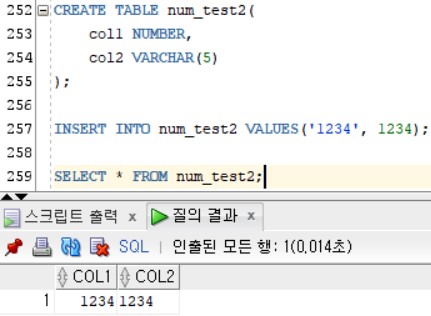 252 CREATE TABLE num_test2(
253 col1 NUMBER,
254 col2 VARCHAR(5)
255 );
256
257 INSERT INTO num_test2 VALUES('1234', 1234);
258
259 SELECT * FROM num_test2;
스크립트 출력 x 질의 결과 x
SQL | 인출된 모든 행: 1(0,014초)
COL1 COL2
1 1234 1234